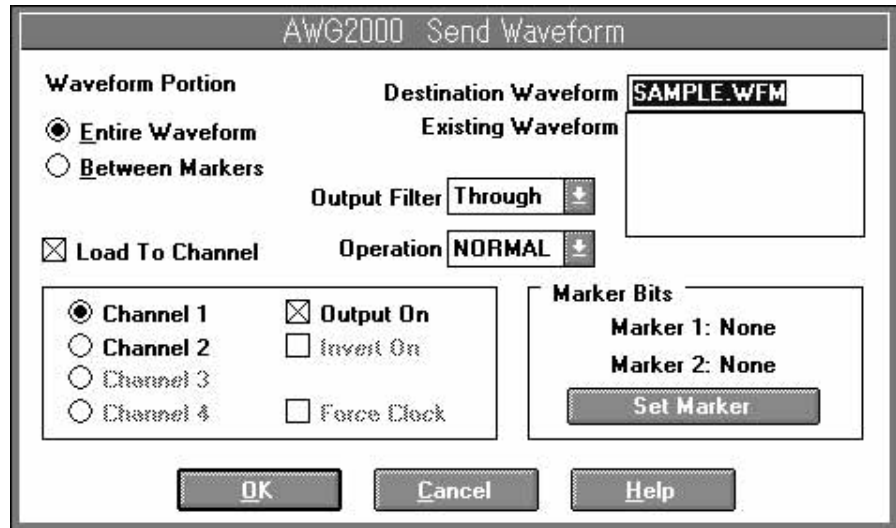 AWG2000 Send Waveform
Waveform Portion
Entire Waveform
Between Markers
Destination Waveform SAMPLE.WFM
Existing Waveform
Output Filter Through
Load To Channel
Operation NORMAL
Channel 1
Channel 2
Channel 3
Channel 4
Output On
Invert On
Force Clock
Marker Bits
Marker 1: None
Marker 2: None
Set Marker
OK
Cancel
Help